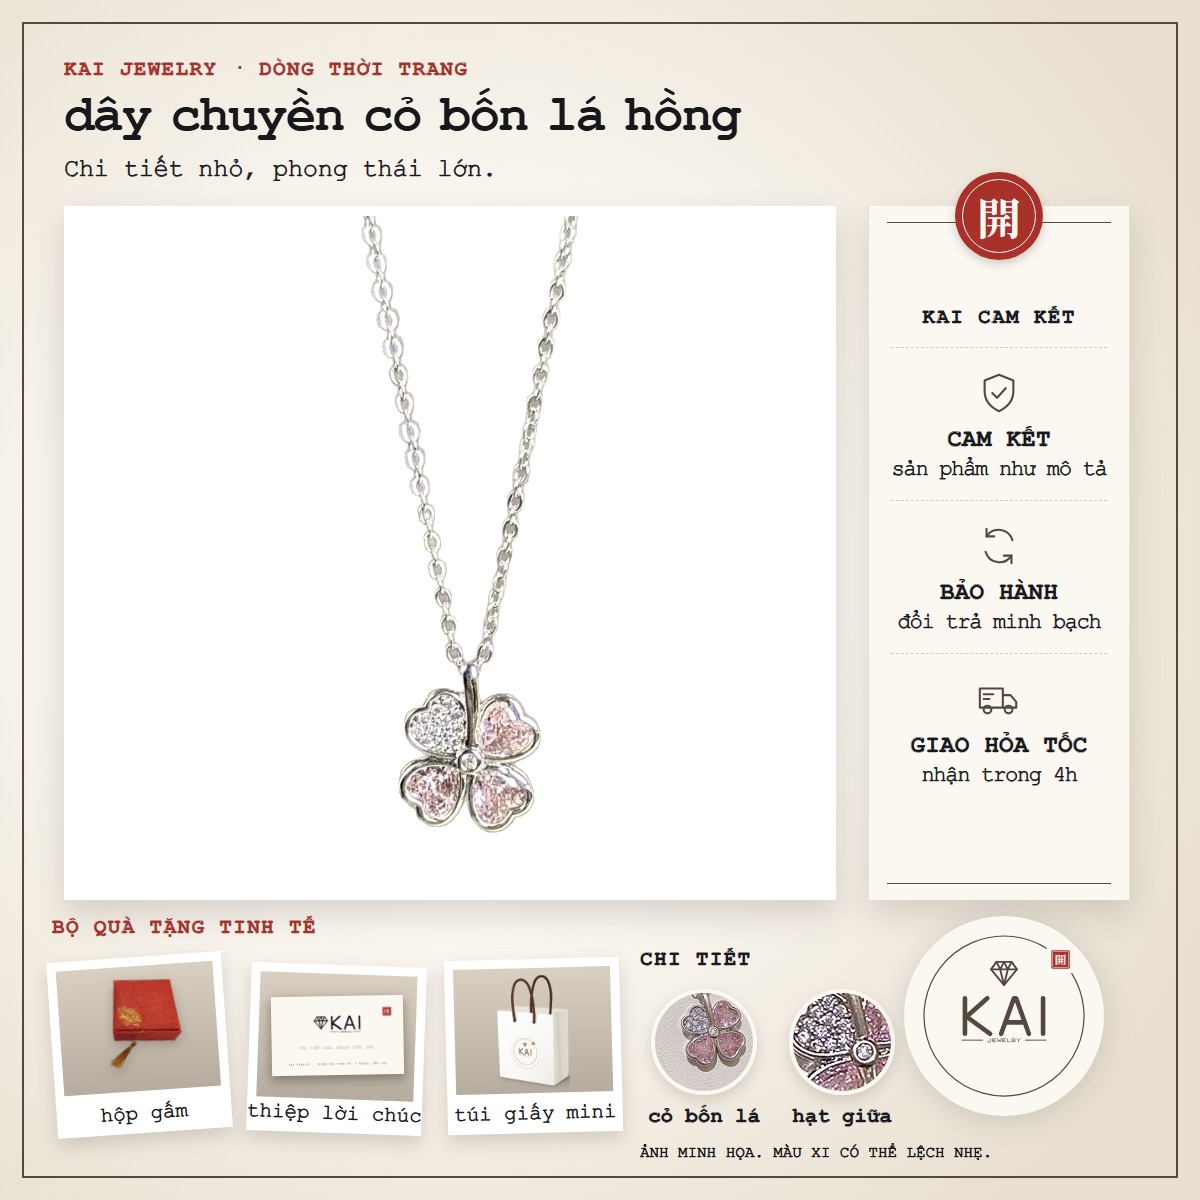 KAI JEWELRY · DÒNG THỜI TRANG
dây chuyền cỏ bốn lá hồng
Chi tiết nhỏ, phong thái lớn.
開
KAI CAM KẾT
CAM KẾT
sản phẩm như mô tả
BẢO HÀNH
đổi trả minh bạch
GIAO HỎA TỐC
nhận trong 4h
BỘ QUÀ TẶNG TINH TẾ
KAI
hộp gấm
thiệp lời chúc
KAI
túi giấy mini
CHI TIẾT
cỏ bốn lá
hạt giữa
ẢNH MINH HỌA. MÀU XI CÓ THỂ LỆCH NHẸ.
開
KAI
JEWELRY